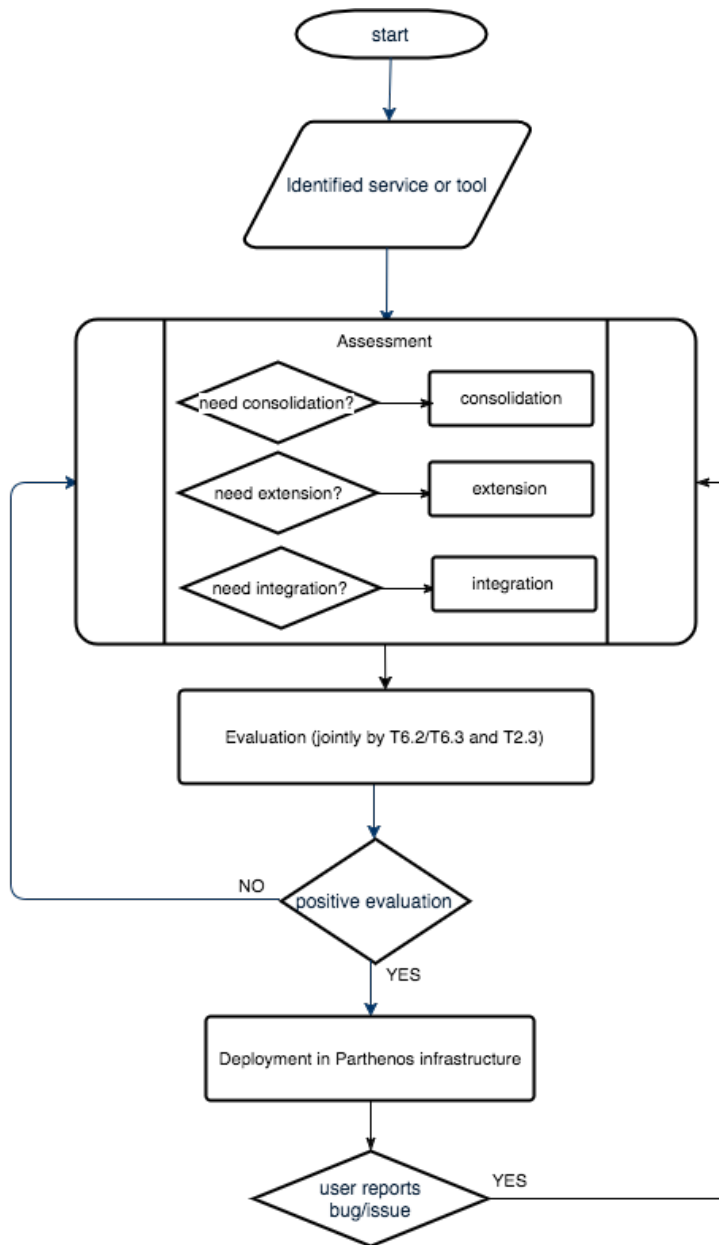 start
Identified service or tool
Assessment
need consolidation?
consolidation
need extension?
extension
need integration?
integration
Evaluation (jointly by T6.2/T6.3 and T2.3)
NO
positive evaluation
YES
Deployment in Parthenos infrastructure
user reports
bug/issue
YES